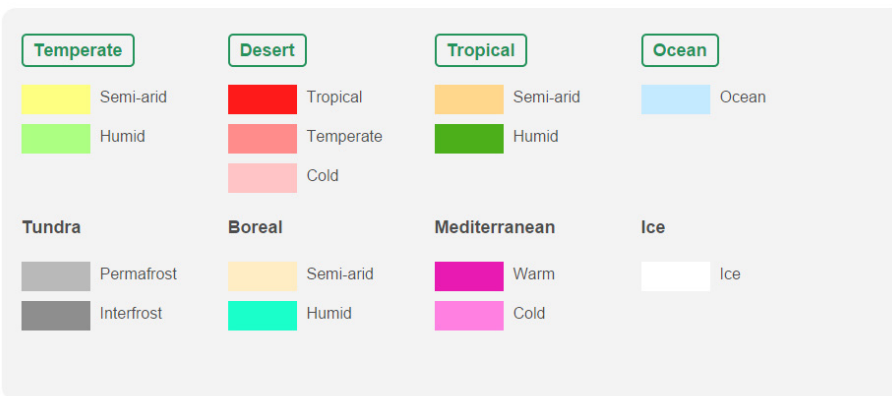 Temperate Desert Tropical Ocean
Semi-arid Tropical Semi-arid Ocean
Humid Temperate Humid
Cold
Tundra Boreal Mediterranean Ice
Permafrost Semi-arid Warm Ice
Interfrost Humid Cold